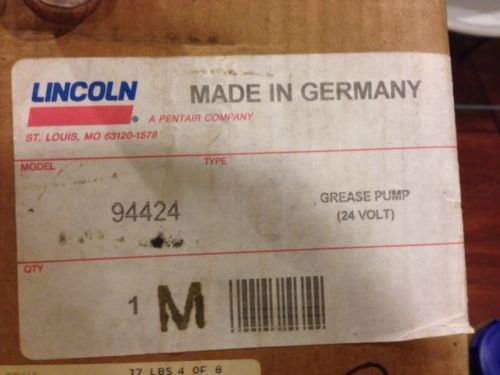 LINCOLN
MADE IN GERMANY
®
A PENTAIR COMPANY
ST. LOUIS, MO 63120-1578
MODEL
TYPE
94424
GREASE PUMP
(24 VOLT)
QTY
1 M
37 LBS 4 OF 8